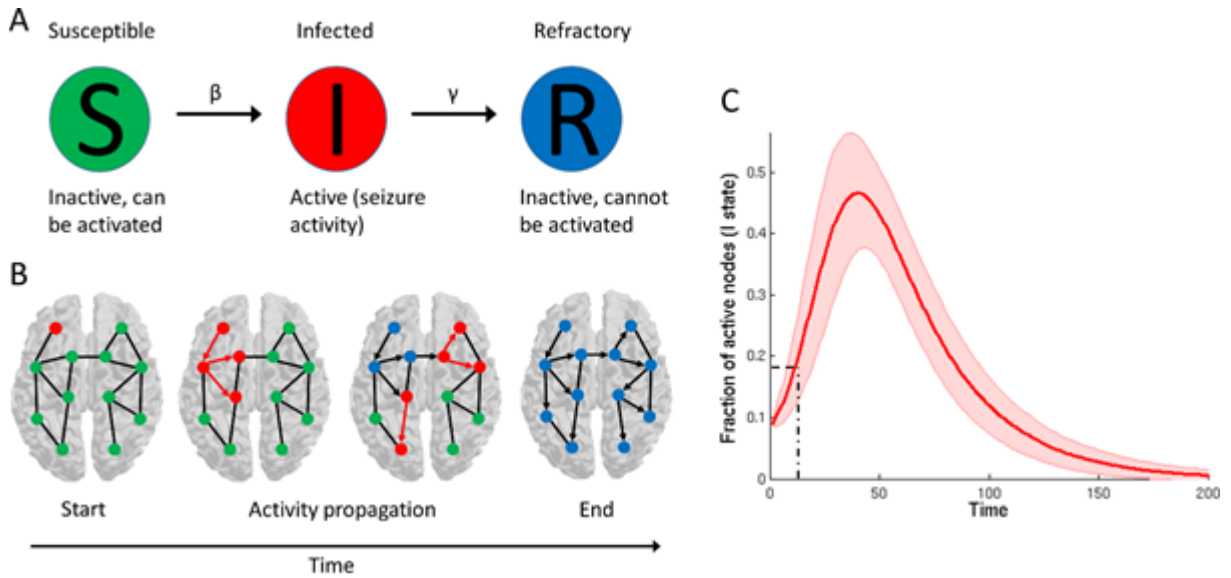 A
Susceptible
Infected
Refractory
S
β
I
γ
R
Inactive, can
be activated
Active (seizure
activity)
Inactive, cannot
be activated
B
Start
Activity propagation
End
Time
C
Fraction of active nodes (I state)
0.5
0.4
0.3
0.2
0.1
0
0
50
100
150
200
Time